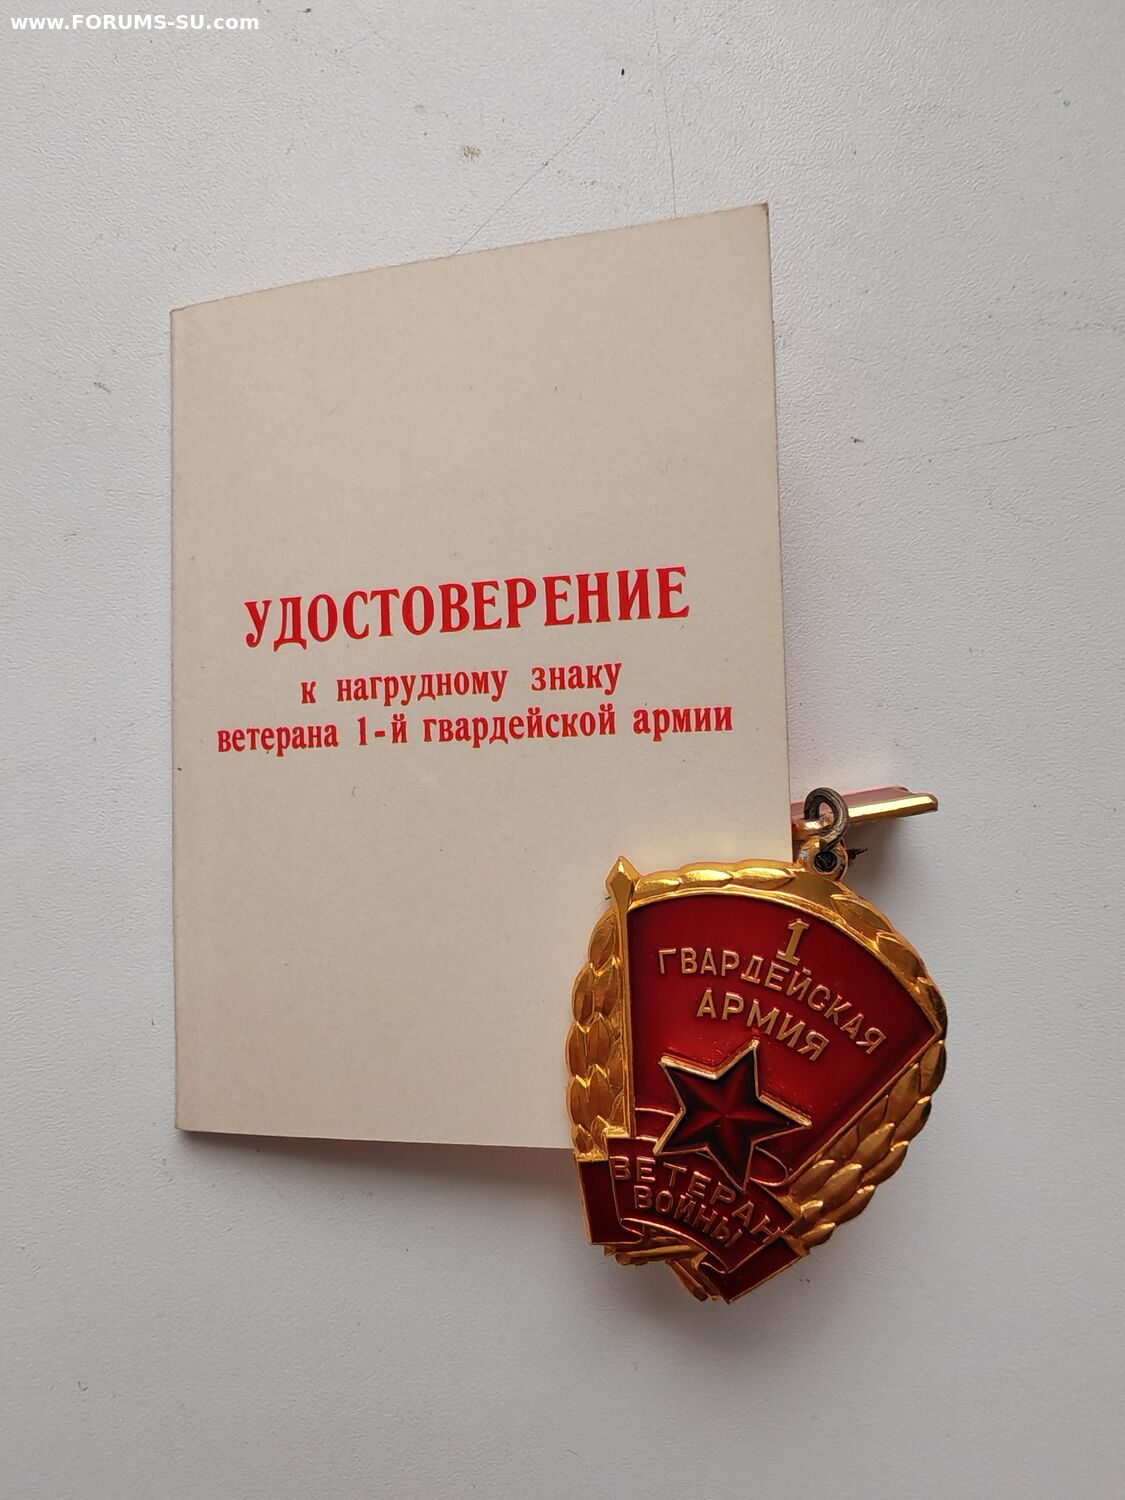 www.FORUMS-SU.com
УДОСТОВЕРЕНИЕ
к нагрудному знаку
ветерана 1-й гвардейской армии
1
ГВАРДЕЙСКАЯ
АРМИЯ
ВЕТЕРАН
ВОЙНЫ